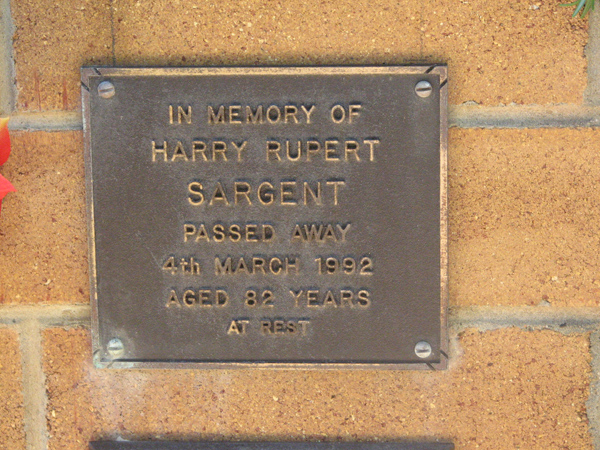 IN MEMORY OF
HARRY RUPERT
SARGENT
PASSED AWAY
4th MARCH 1992
AGED 82 YEARS
AT REST